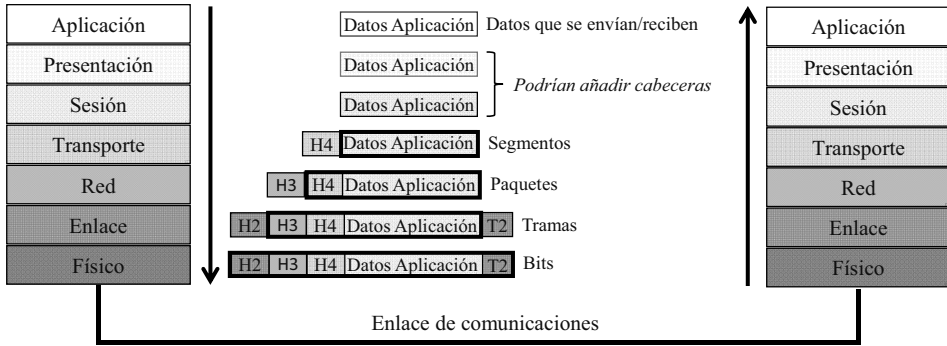 Aplicación
Presentación
Sesión
Transporte
Red
Enlace
Físico
Datos Aplicación Datos que se envían/reciben
Datos Aplicación
Podrían añadir cabeceras
Datos Aplicación
H4 Datos Aplicación Segmentos
H3 H4 Datos Aplicación Paquetes
H2 H3 H4 Datos Aplicación T2 Tramas
H2 H3 H4 Datos Aplicación T2 Bits
Aplicación
Presentación
Sesión
Transporte
Red
Enlace
Físico
Enlace de comunicaciones